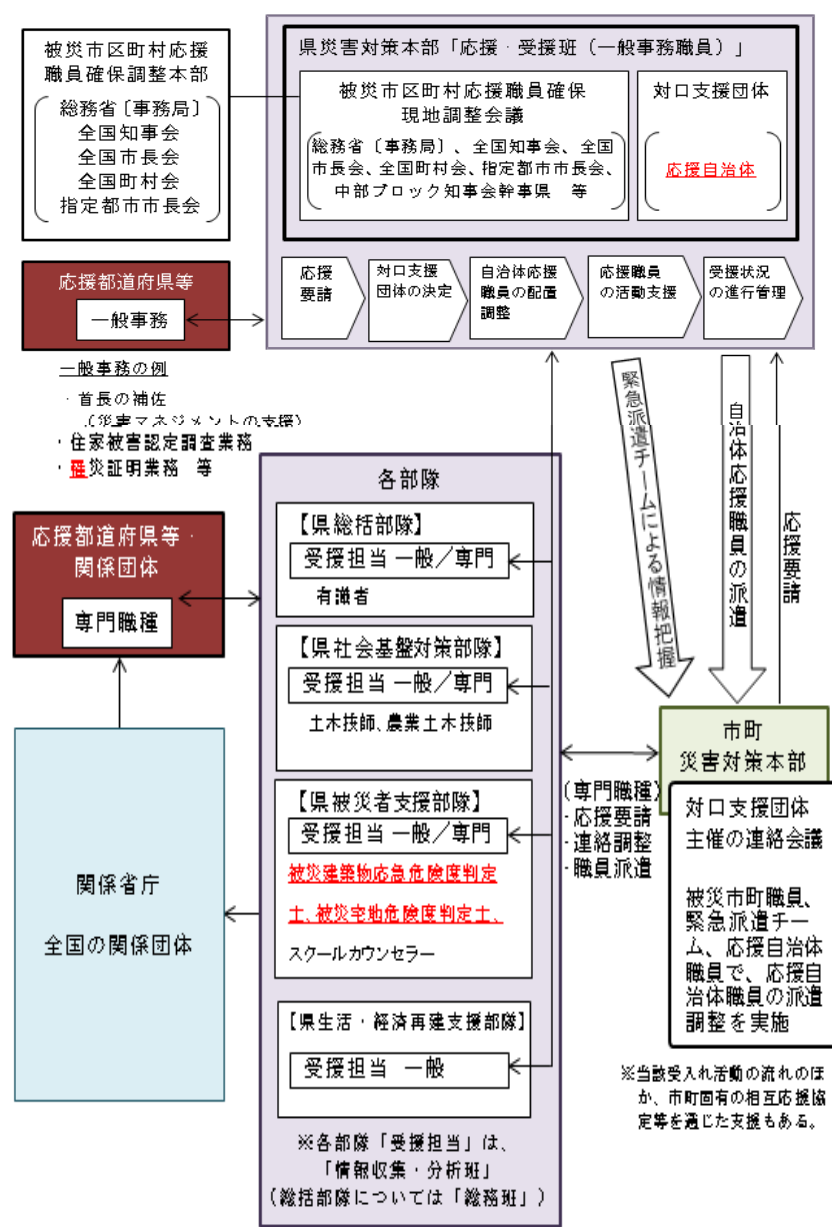 被災市区町村応援
職員確保調整本部
総務省〔事務局〕
全国知事会
全国市長会
全国町村会
指定都市市長会
県災害対策本部「応援・受援班（一般事務職員）」
被災市区町村応援職員確保
現地調整会議
総務省〔事務局〕、全国知事会、全国
市長会、全国町村会、指定都市市長会、
中部ブロック知事会幹事県　等
対口支援団体
応援自治体
応援
要請
対口支援
団体の決定
自治体応援
職員の配置
調整
応援職員
の活動支援
受援状況
の進行管理
応援都道府県等
一般事務
一般事務の例
・首長の補佐
（災害マネジメントの支援）
・住家被害認定調査業務
・罹災証明業務　等
緊急派遣チームによる情報把握
自治体応援職員の派遣
応援要請
各部隊
【県総括部隊】
受援担当 一般／専門
有識者
応援都道府県等・
関係団体
専門職種
【県社会基盤対策部隊】
受援担当 一般／専門
土木技師、農業土木技師
【県被災者支援部隊】
受援担当 一般／専門
被災建築物応急危険度判定
士、被災宅地危険度判定士、
スクールカウンセラー
関係省庁
全国の関係団体
【県生活・経済再建支援部隊】
受援担当　一般
※各部隊「受援担当」は、
「情報収集・分析班」
（総括部隊については「総務班」）
（専門職種）
・応援要請
・連絡調整
・職員派遣
市町
災害対策本部
対口支援団体
主催の連絡会議
被災市町職員、
緊急派遣チー
ム、応援自治体
職員で、応援自
治体職員の派遣
調整を実施
※当該受入れ活動の流れのほ
か、市町固有の相互応援協
定等を通じた支援もある。